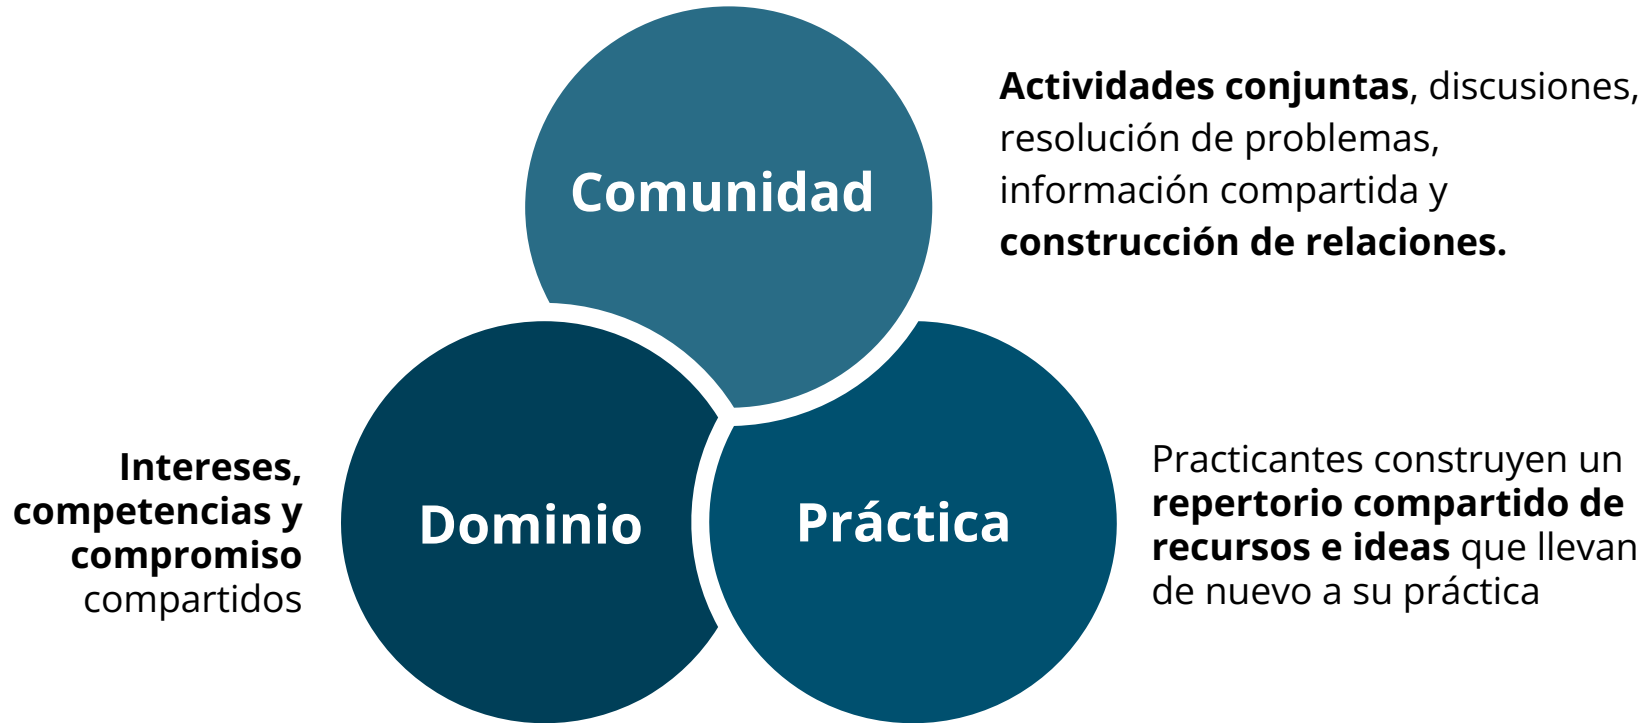 Comunidad
Actividades conjuntas, discusiones,
resolución de problemas,
información compartida y
construcción de relaciones.
Intereses,
competencias y
compromiso
compartidos
Dominio
Práctica
Practicantes construyen un
repertorio compartido de
recursos e ideas que llevan
de nuevo a su práctica